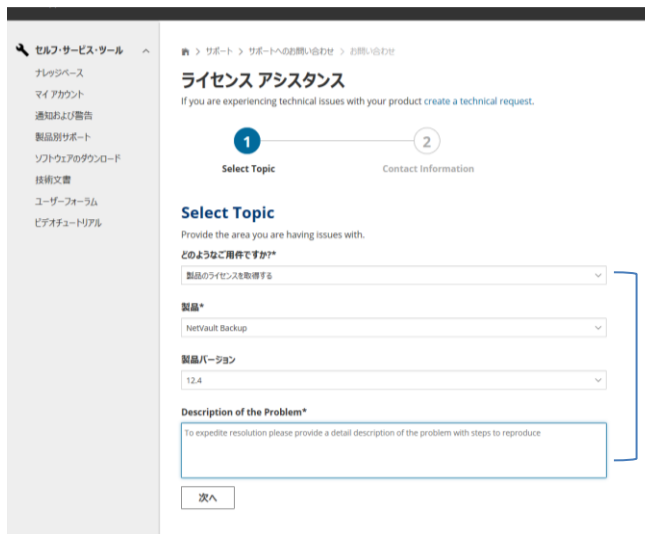 セルフ・サービス・ツール
ナレッジベース
マイ アカウント
通知および警告
製品別サポート
ソフトウェアのダウンロード
技術文書
ユーザーフォーラム
ビデオチュートリアル
サポート > サポートへのお問い合わせ > お問い合わせ
ライセンス アシスタンス
If you are experiencing technical issues with your product create a technical request.
1
2
Select Topic
Contact Information
Select Topic
Provide the area you are having issues with.
どのようなご用件ですか?*
製品のライセンスを取得する
製品*
NetVault Backup
製品バージョン
12.4
Description of the Problem*
To expedite resolution please provide a detail description of the problem with steps to reproduce
次へ